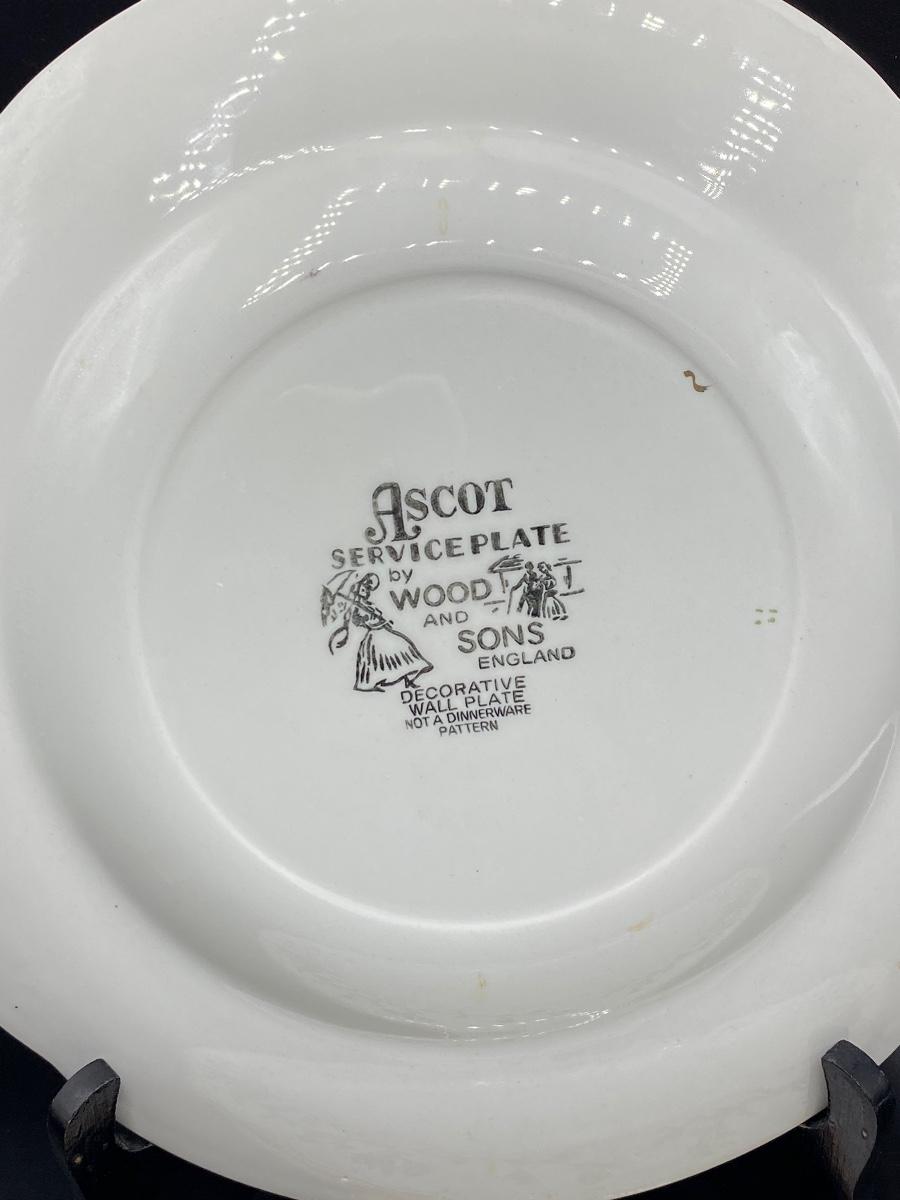 ASCOT
SERVICE PLATE
by
WOOD
AND
SONS
ENGLAND
DECORATIVE
WALL PLATE
NOT A DINNERWARE
PATTERN